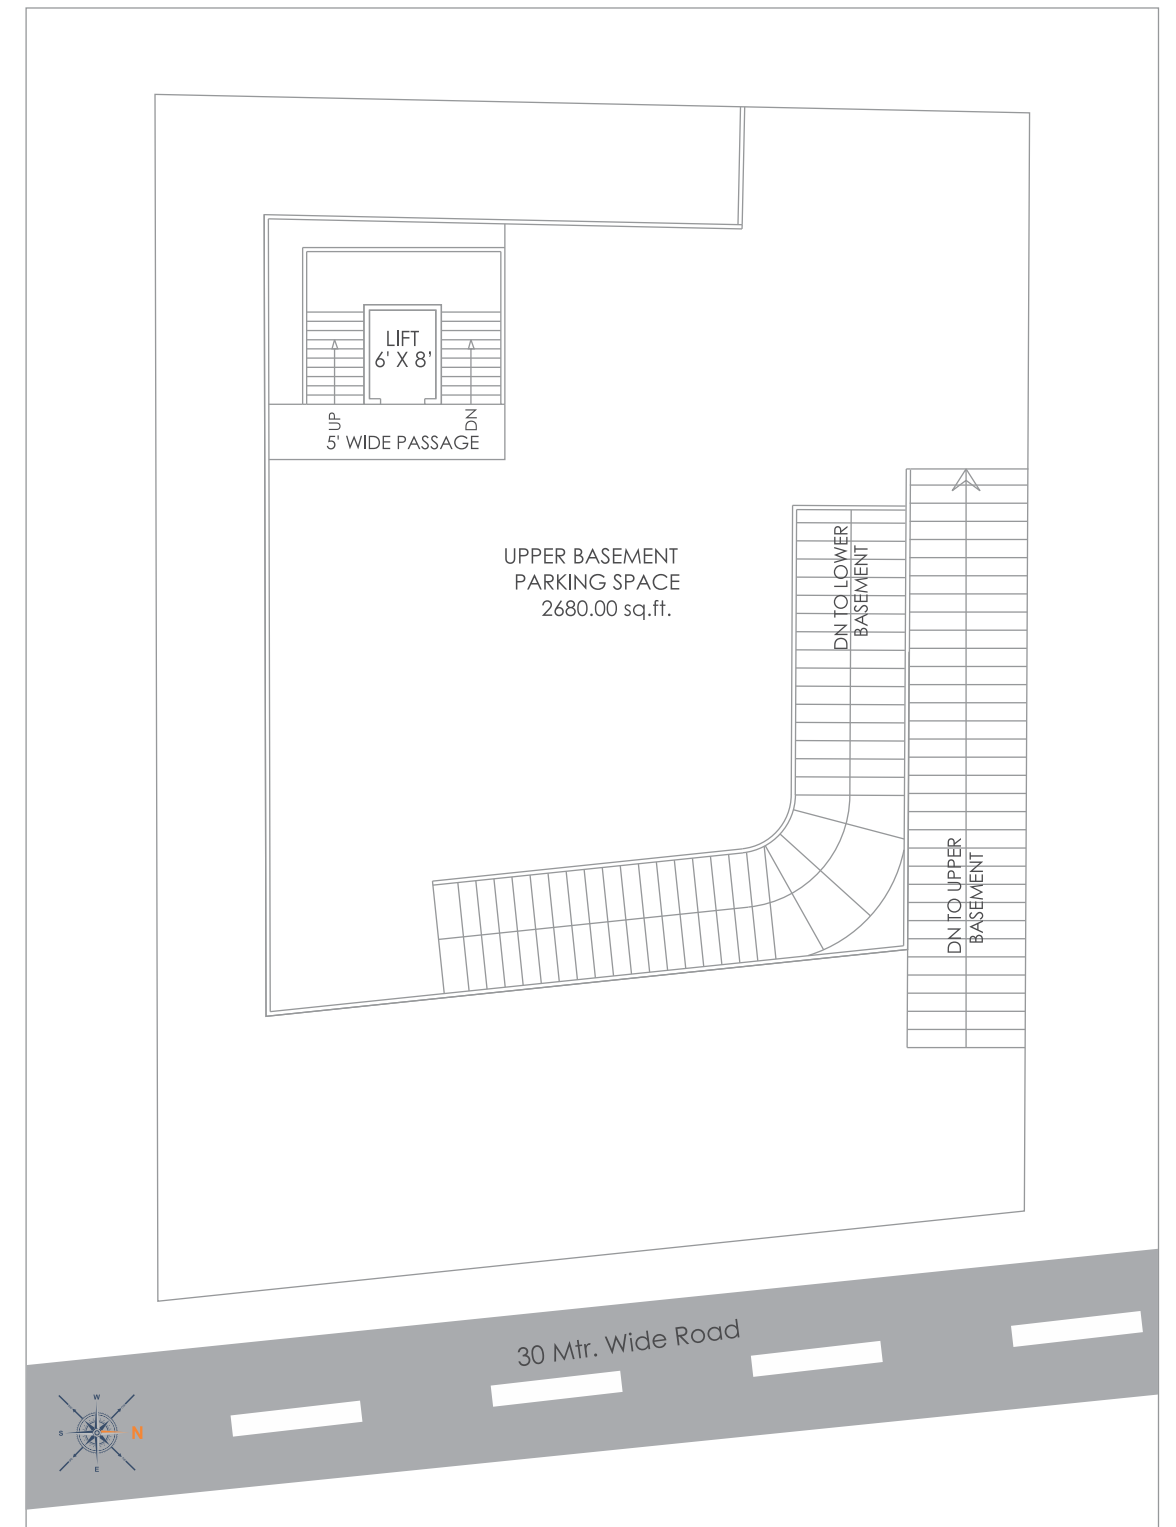 LIFT
6' X 8'
UP
DN
5' WIDE PASSAGE
UPPER BASEMENT
PARKING SPACE
2680.00 sq.ft.
DN TO LOWER
BASEMENT
DN TO UPPER
BASEMENT
30 Mtr. Wide Road
W
S
N
E